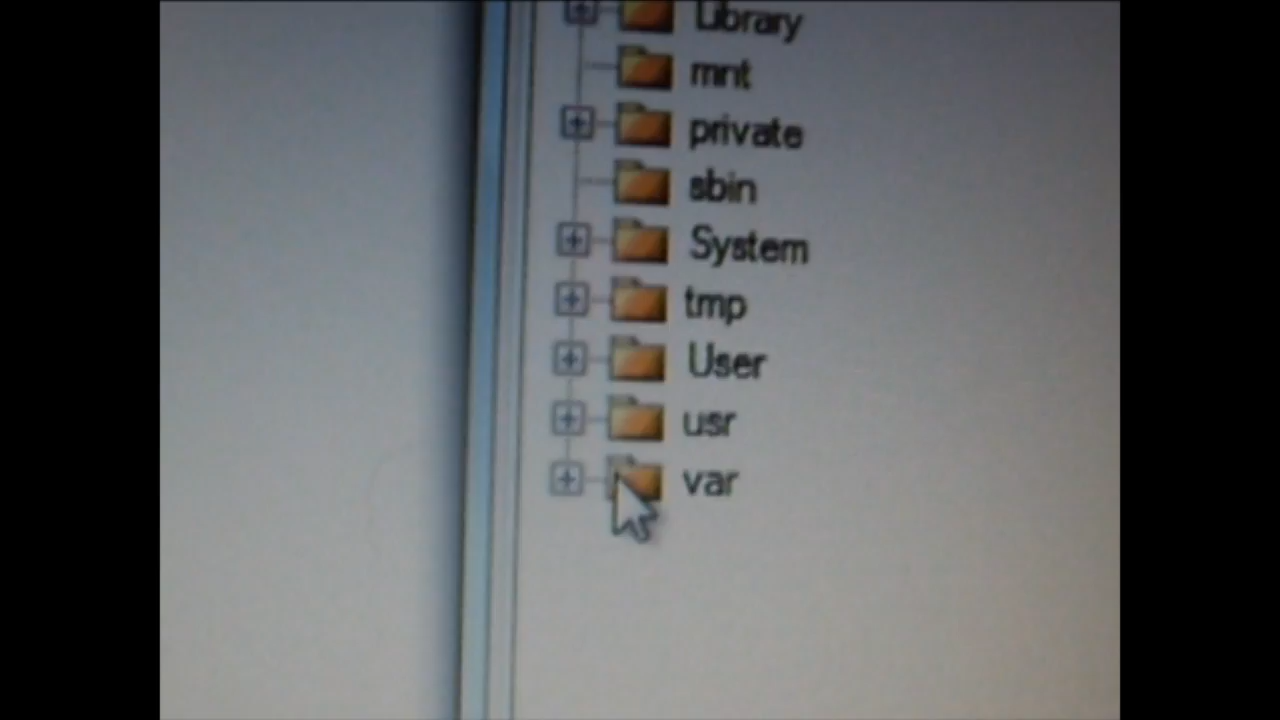 Library
mnt
private
sbin
System
tmp
User
usr
var